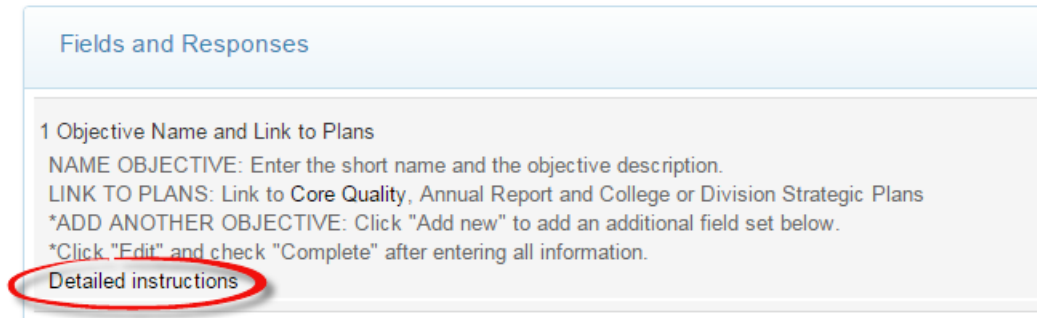 Fields and Responses
1 Objective Name and Link to Plans
NAME OBJECTIVE: Enter the short name and the objective description.
LINK TO PLANS: Link to Core Quality, Annual Report and College or Division Strategic Plans
*ADD ANOTHER OBJECTIVE: Click "Add new" to add an additional field set below.
*Click "Edit" and check "Complete" after entering all information.
Detailed instructions